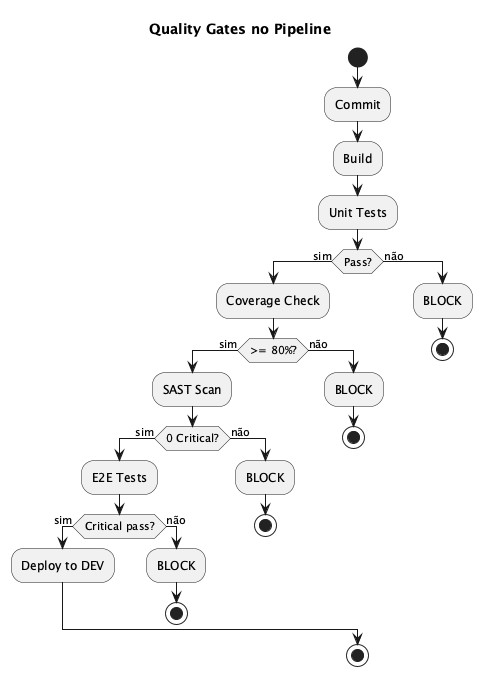 Quality Gates no Pipeline
Commit
Build
Unit Tests
sim
Pass?
não
Coverage Check
BLOCK
sim
>= 80%?
não
SAST Scan
BLOCK
sim
0 Critical?
não
E2E Tests
BLOCK
sim
Critical pass?
não
Deploy to DEV
BLOCK